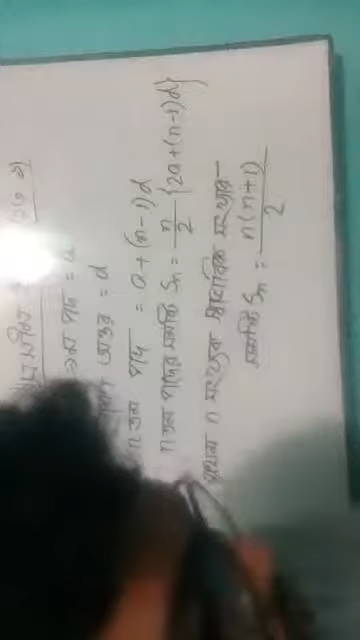 ১ম পদ = a
অন্তর = d
n তম পদ = a + (n-1)d
n তম পদের সমষ্টি Sₙ = n/2 {2a+(n-1)d}
প্রথম n সংখ্যক স্বাভাবিক সংখ্যার
সমষ্টি Sₙ = n(n+1)/2